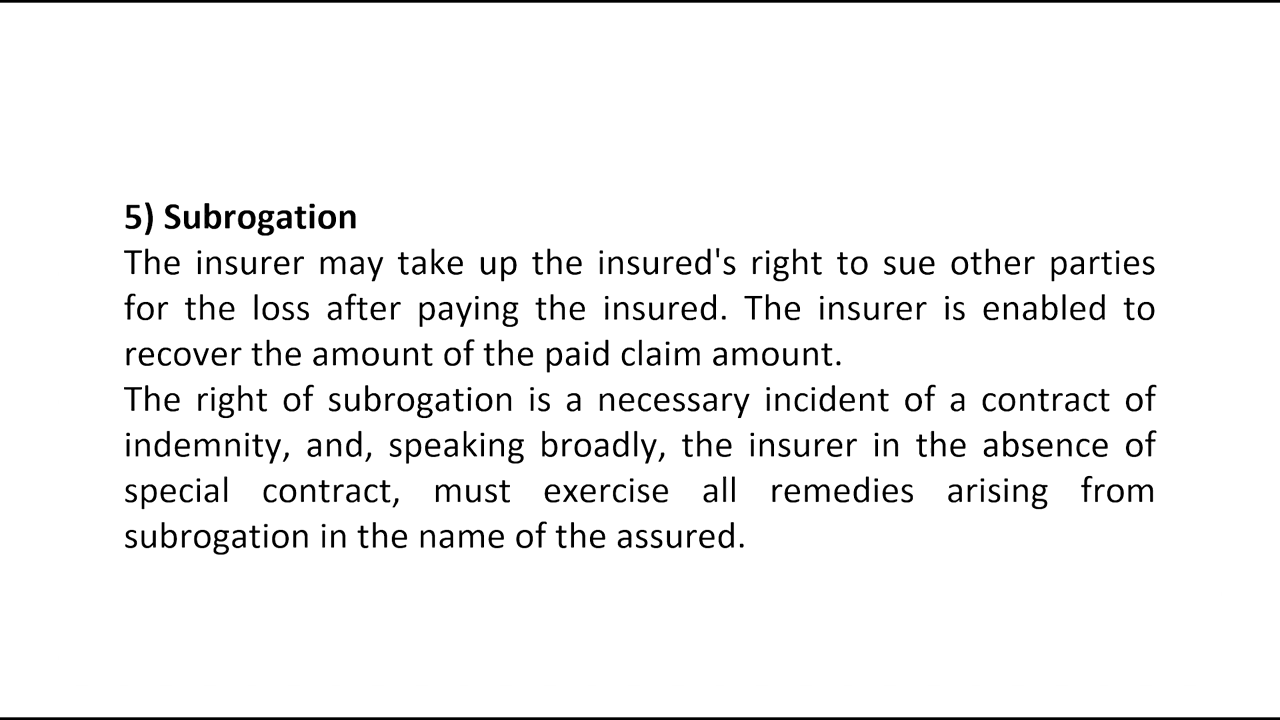 5) Subrogation
The insurer may take up the insured's right to sue other parties
for the loss after paying the insured. The insurer is enabled to
recover the amount of the paid claim amount.
The right of subrogation is a necessary incident of a contract of
indemnity, and, speaking broadly, the insurer in the absence of
special contract, must exercise all remedies arising from
subrogation in the name of the assured.